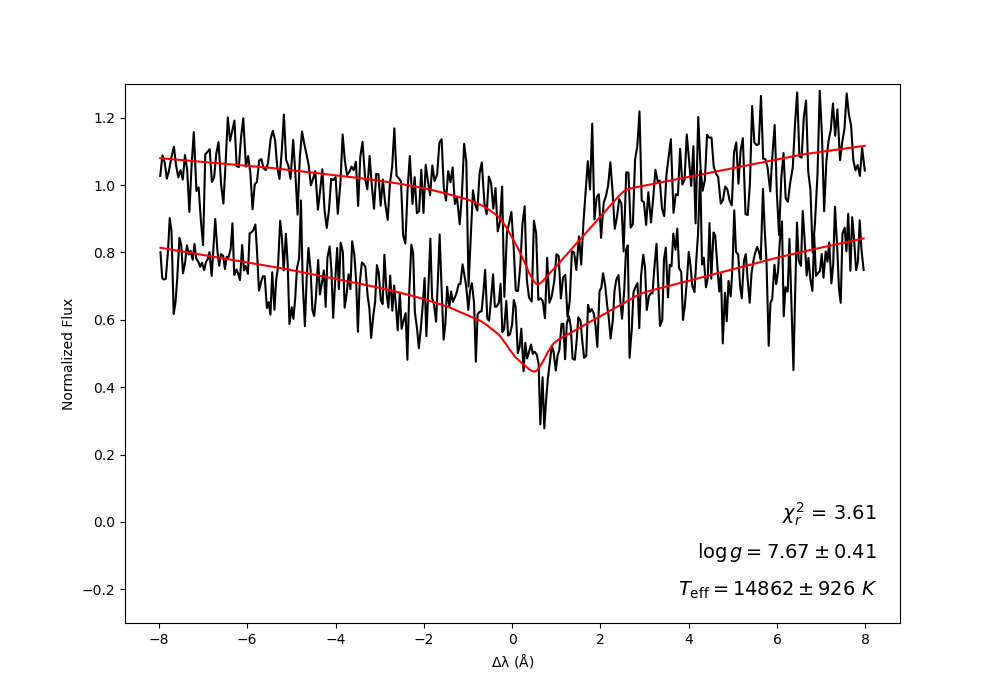 1.2
1.0
0.8
0.6
0.4
0.2
0.0
−0.2
Normalized Flux
χ²ᵣ = 3.61
log g = 7.67 ± 0.41
T_eff = 14862 ± 926 K
−8 −6 −4 −2 0 2 4 6 8
Δλ (Å)